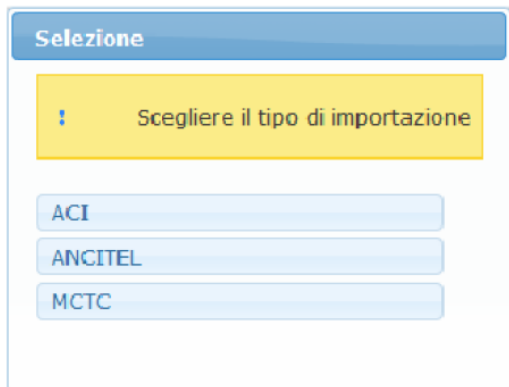 Selezione
! Scegliere il tipo di importazione
ACI
ANCITEL
MCTC